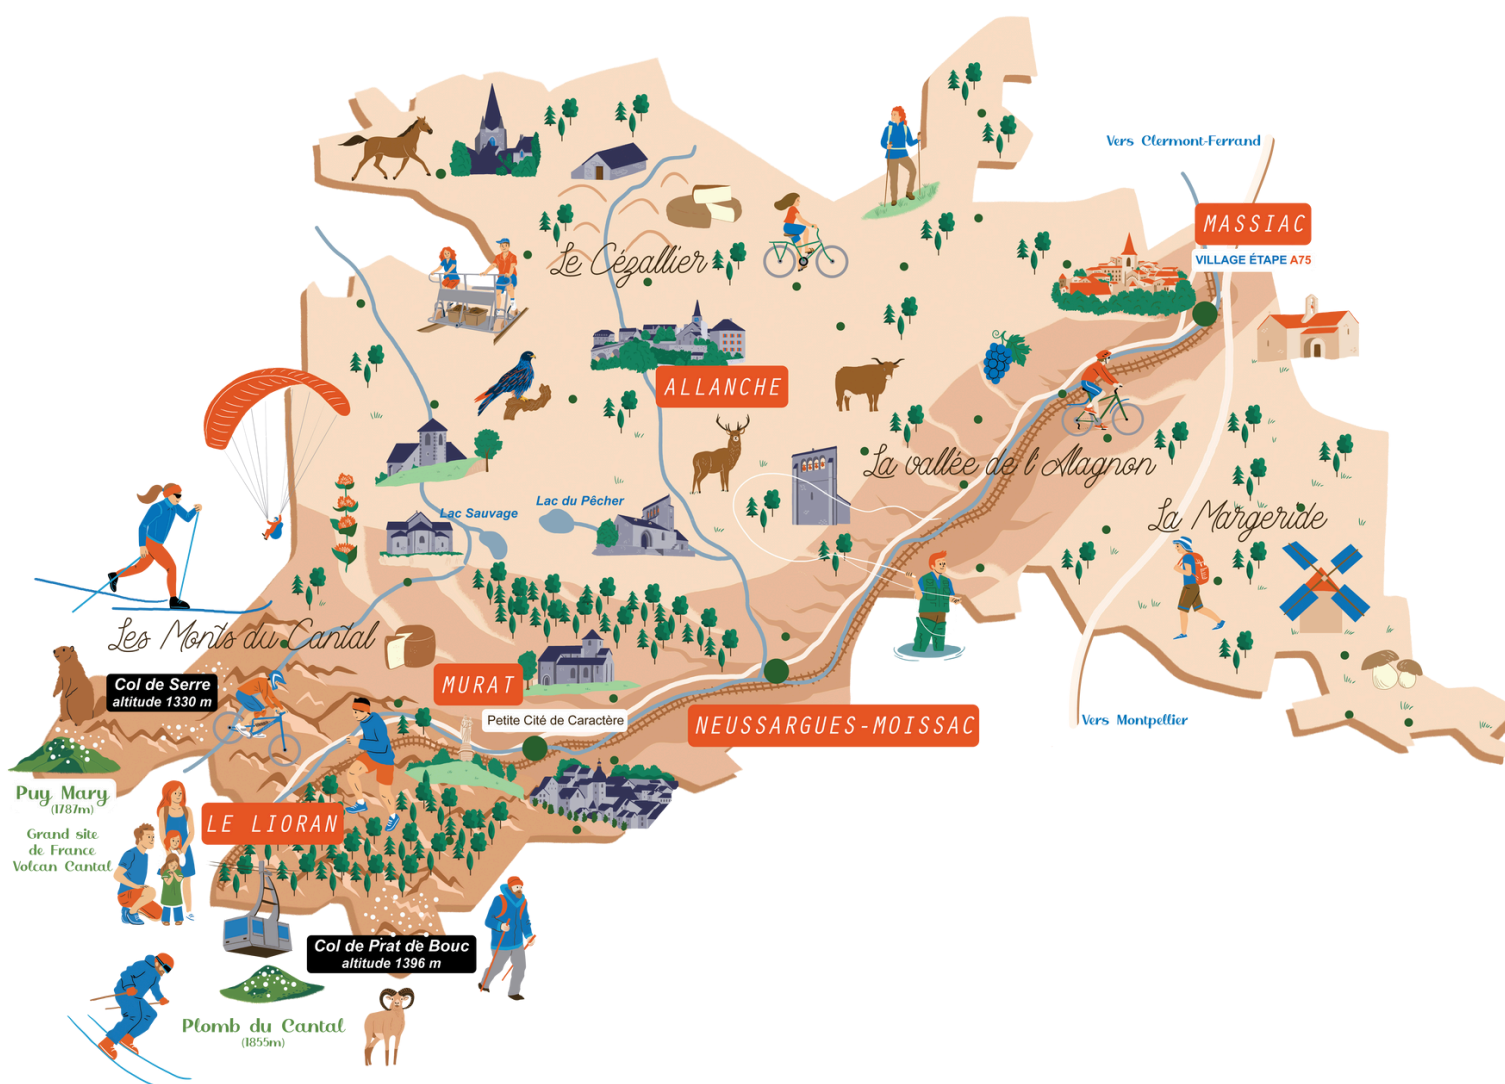 Vers Clermont-Ferrand
MASSIAC
VILLAGE ÉTAPE A75
Le Cézallier
ALLANCHE
La vallée de l'Alagnon
Lac du Pêcher
Lac Sauvage
La Margeride
Les Monts du Cantal
MURAT
Petite Cité de Caractère
Col de Serre
altitude 1330 m
NEUSSARGUES-MOISSAC
Vers Montpellier
Puy Mary
(1787m)
Grand site
de France
Volcan Cantal
LE LIORAN
Col de Prat de Bouc
altitude 1396 m
Plomb du Cantal
(1855m)